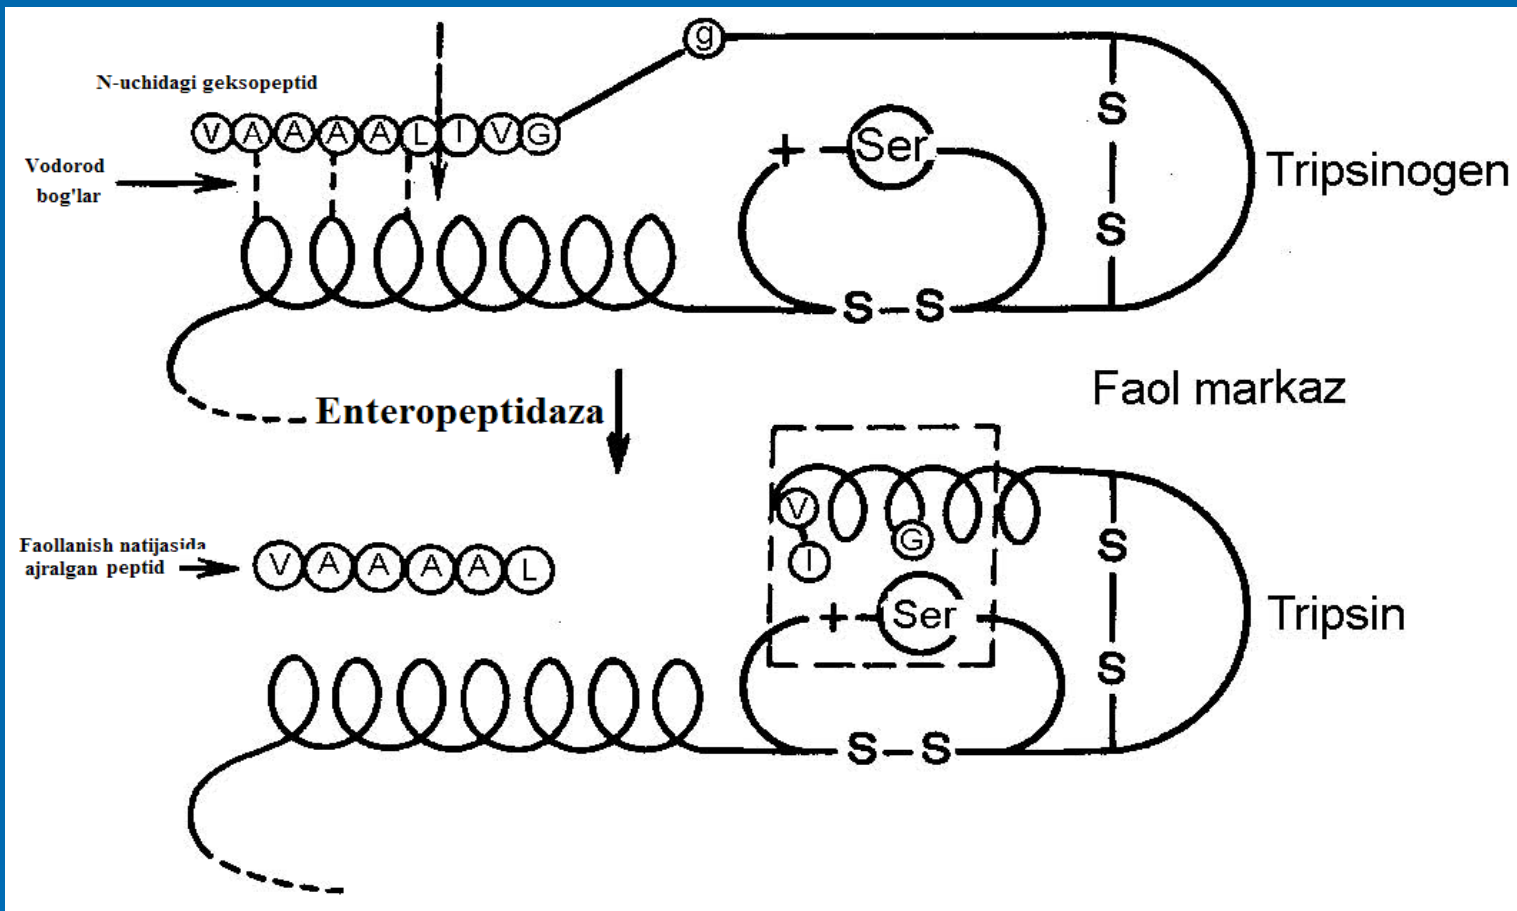 g
N-uchidagi geksopeptid
V A A A A L I V G
Vodorod
bog'lar
+ Ser
S
S
Tripsinogen
S S
Enteropeptidaza
Faol markaz
V
I
G
Faollanish natijasida
ajralgan peptid
V A A A A L
+ Ser
S
S
Tripsin
S S